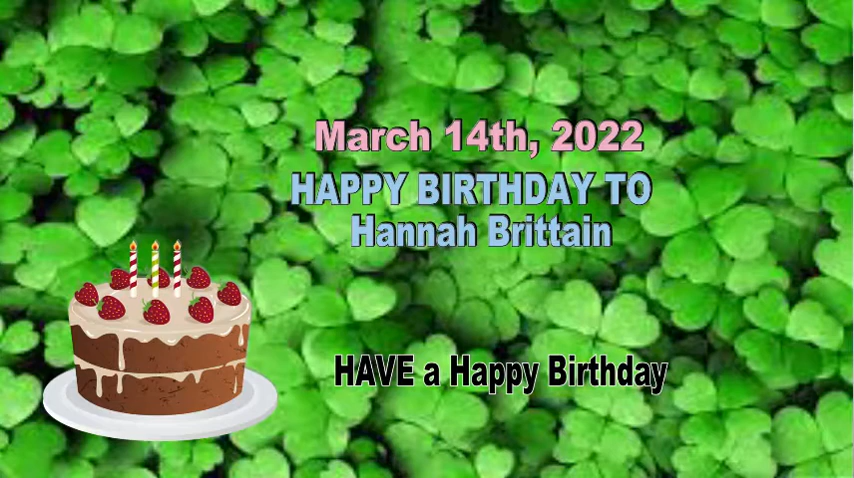 March 14th, 2022
HAPPY BIRTHDAY TO
Hannah Brittain
HAVE a Happy Birthday